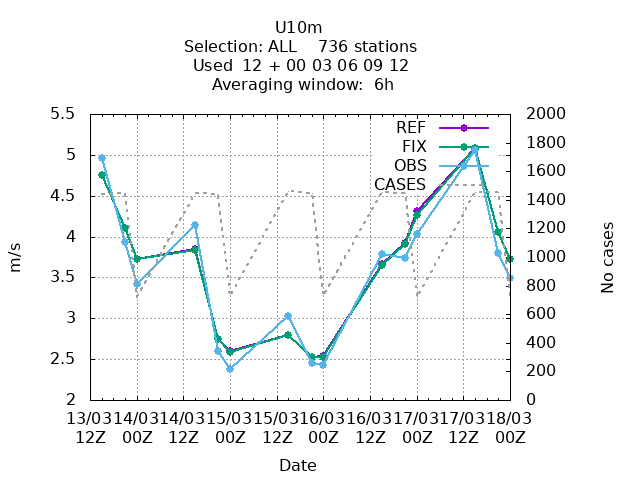 U10m
Selection: ALL    736 stations
Used  12 + 00 03 06 09 12
Averaging window:  6h
5.5
5
4.5
4
3.5
3
2.5
2
m/s
2000
1800
1600
1400
1200
1000
800
600
400
200
0
No cases
REF
FIX
OBS
CASES
13/03 14/03 14/03 15/03 15/03 16/03 16/03 17/03 17/03 18/03
12Z 00Z 12Z 00Z 12Z 00Z 12Z 00Z 12Z 00Z
Date